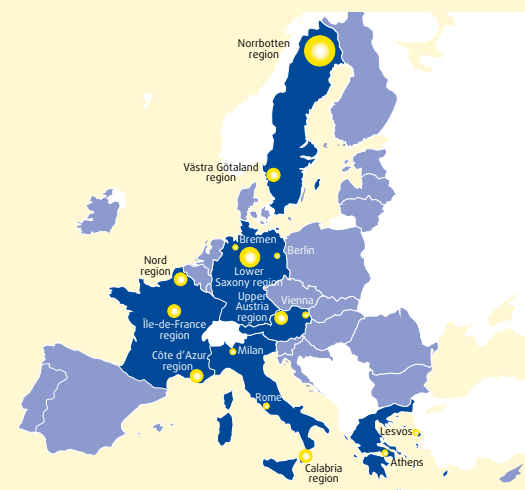 Norrbotten
region
Västra Götaland
region
Bremen
Berlin
Nord
region
Lower
Saxony region
Upper
Austria
region
Vienna
Île-de-France
region
Milan
Côte d'Azur
region
Rome
Lesvos
Athens
Calabria
region